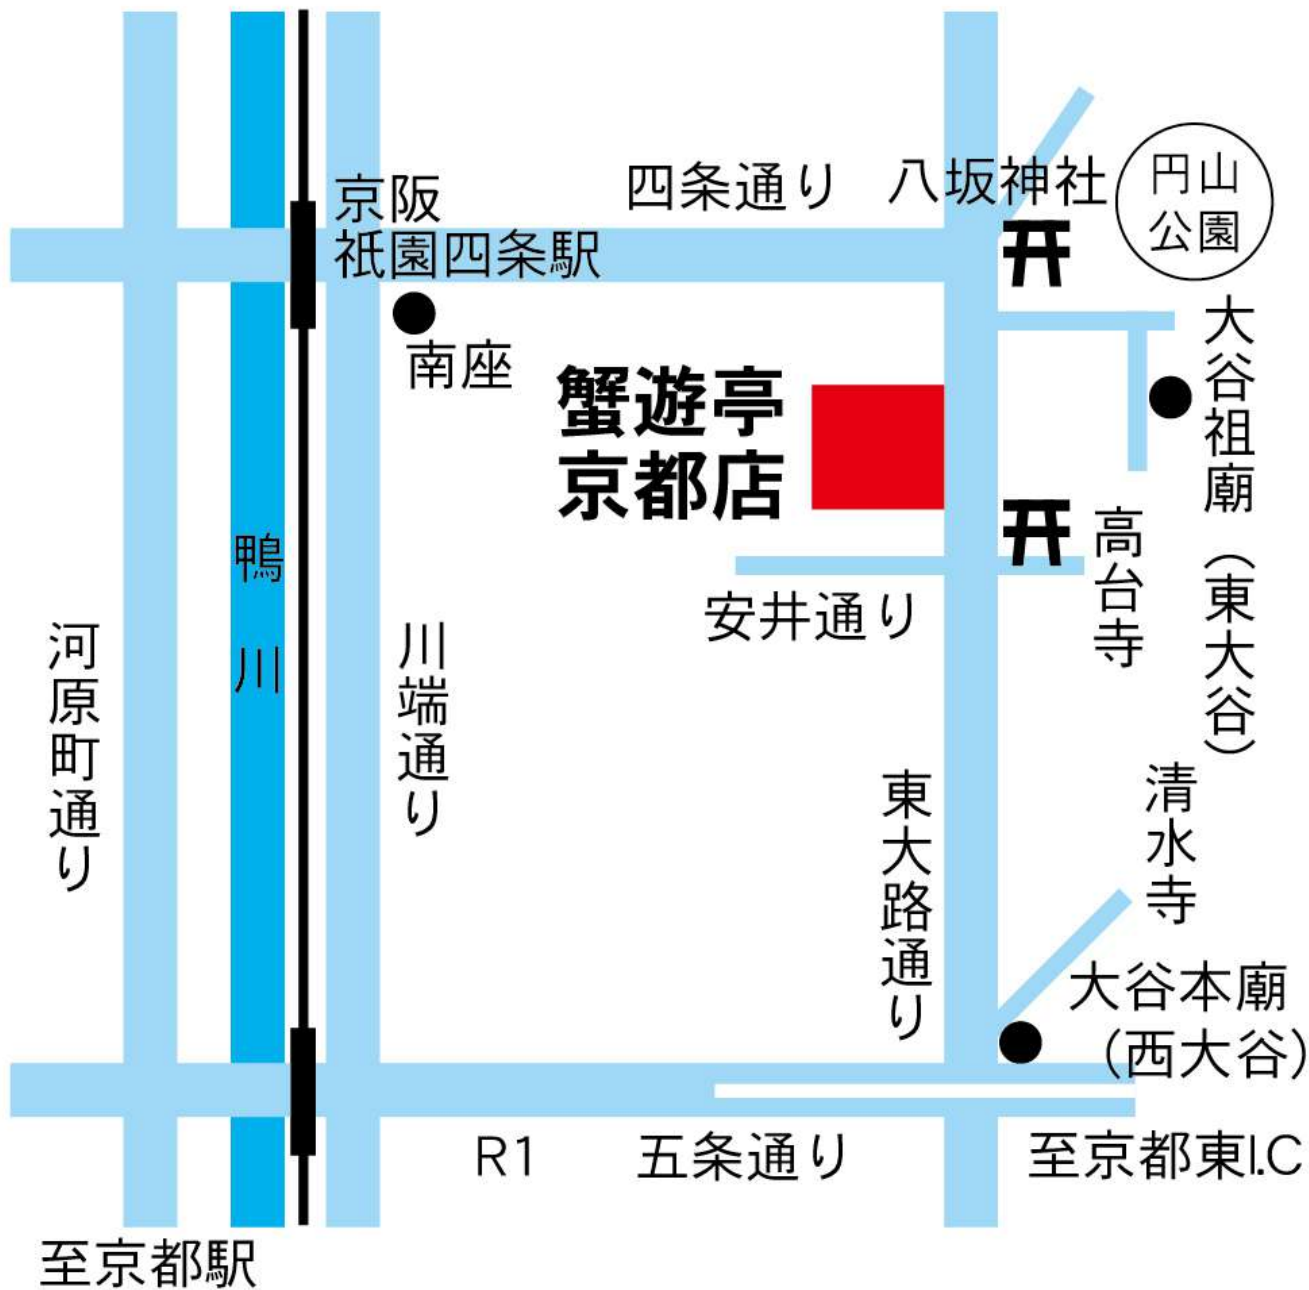 京阪
祇園四条駅
四条通り
八坂神社
円山
公園
南座
蟹遊亭
京都店
大谷祖廟（東大谷）
鴨川
安井通り
高台寺
河原町通り
川端通り
東大路通り
清水寺
大谷本廟
（西大谷）
R1
五条通り
至京都東I.C
至京都駅